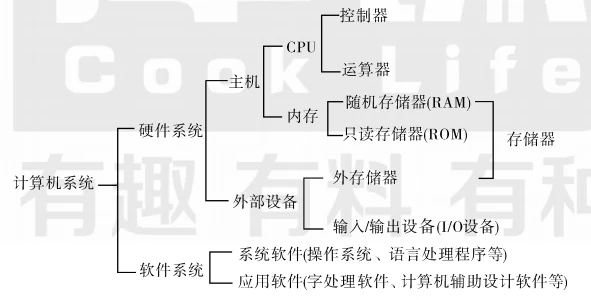 控制器
CPU
Cook Life
运算器
主机
随机存储器(RAM)
内存
硬件系统
只读存储器(ROM)
存储器
有趣 有料 有种
计算机系统
外存储器
外部设备
输入/输出设备(I/O设备)
系统软件(操作系统、语言处理程序等)
软件系统
应用软件(字处理软件、计算机辅助设计软件等)